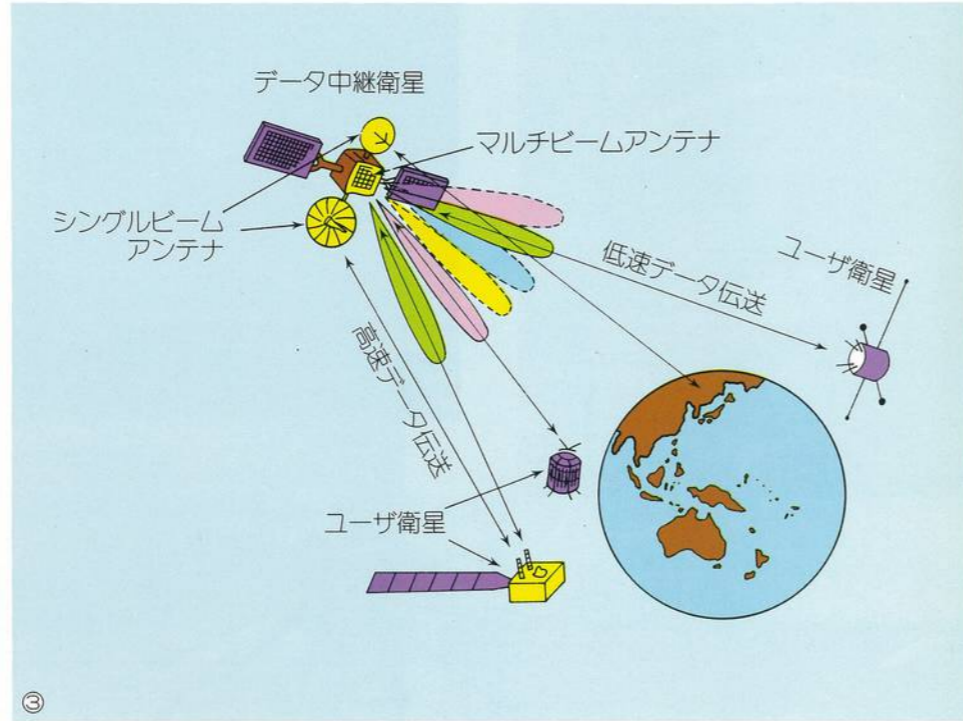 データ中継衛星
マルチビームアンテナ
シングルビーム
アンテナ
ユーザ衛星
低速データ伝送
高速データ伝送
ユーザ衛星
③